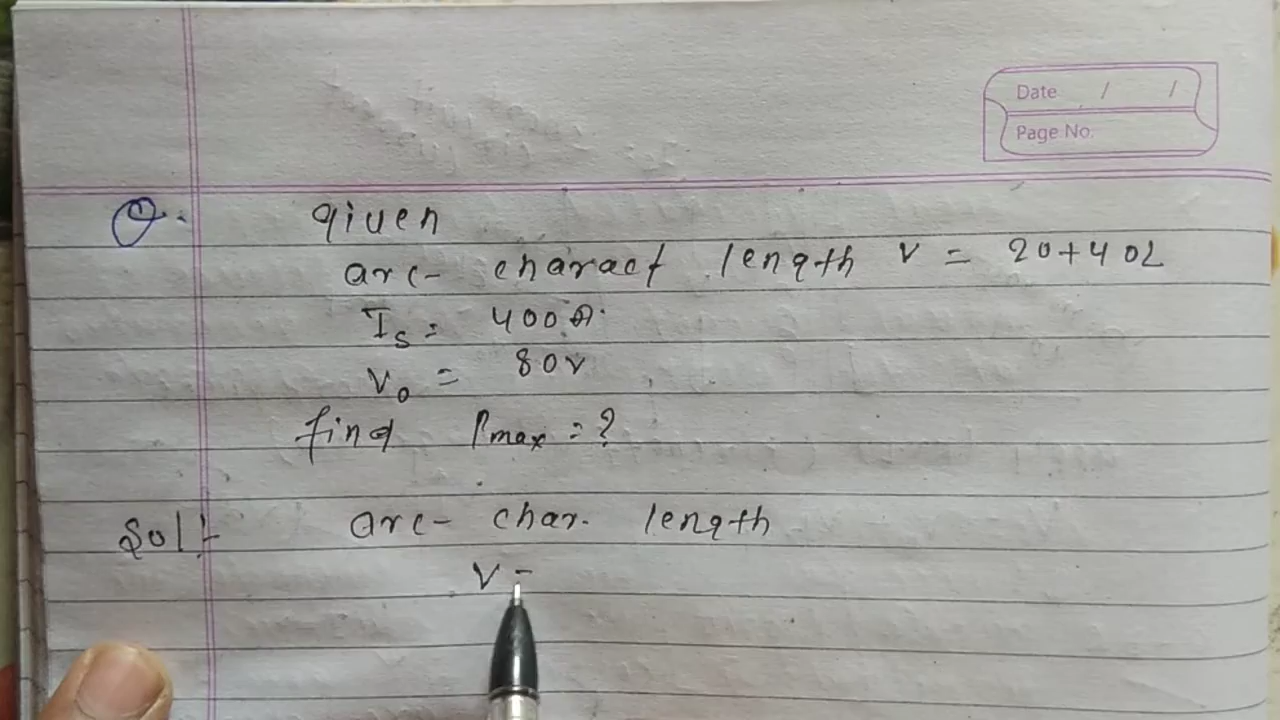 Date / /
Page No.
Q. given
arc- charact length V = 20+40L
Is = 400A.
Vo = 80V
find Pmax = ?
Sol:- arc- char. length
V =